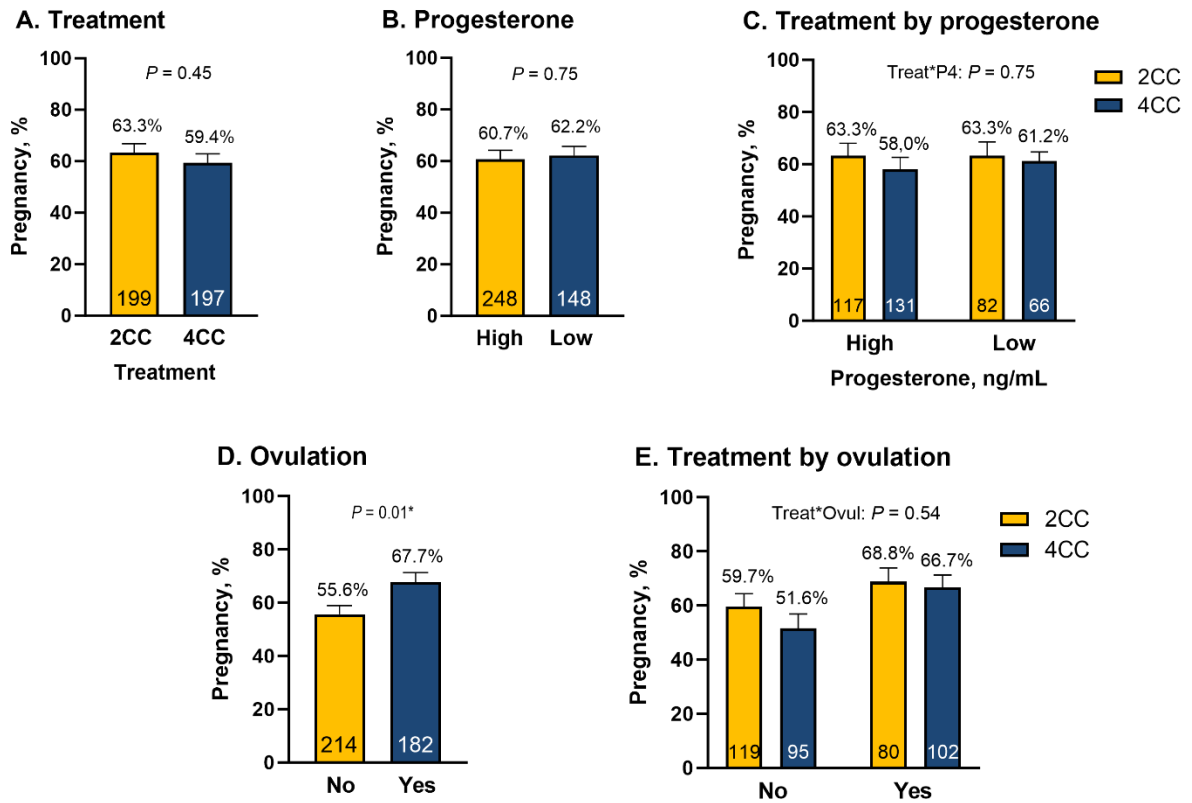 A. Treatment
P = 0.45
63.3%
59.4%
Pregnancy, %
100
80
60
40
20
0
199
197
2CC
4CC
Treatment
B. Progesterone
P = 0.75
60.7%
62.2%
Pregnancy, %
100
80
60
40
20
0
248
148
High
Low
C. Treatment by progesterone
Treat*P4: P = 0.75
63.3%
58,0%
63.3%
61.2%
Pregnancy, %
100
80
60
40
20
0
117
131
82
66
High
Low
Progesterone, ng/mL
2CC
4CC
D. Ovulation
P = 0.01*
55.6%
67.7%
Pregnancy, %
100
80
60
40
20
0
214
182
No
Yes
E. Treatment by ovulation
Treat*Ovul: P = 0.54
59.7%
51.6%
68.8%
66.7%
Pregnancy, %
100
80
60
40
20
0
119
95
80
102
No
Yes
2CC
4CC